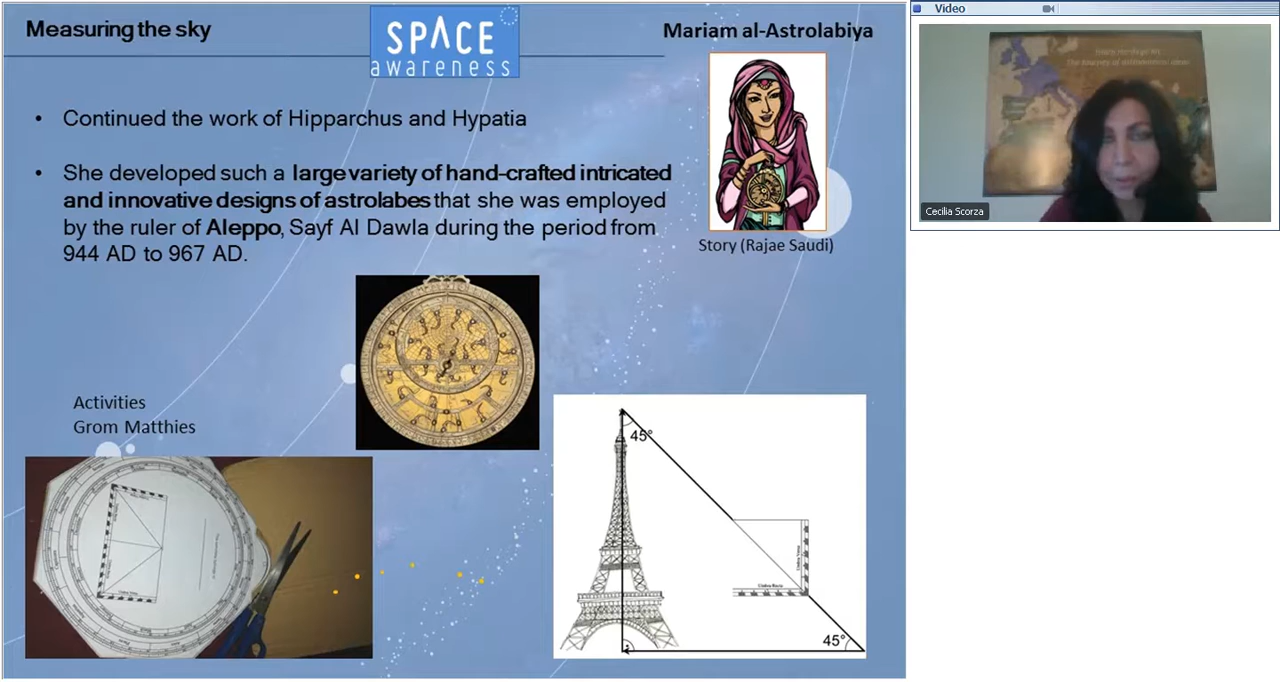 Measuring the sky
SPACE
awareness
Mariam al-Astrolabiya
• Continued the work of Hipparchus and Hypatia
• She developed such a large variety of hand-crafted intricated
and innovative designs of astrolabes that she was employed
by the ruler of Aleppo, Sayf Al Dawla during the period from
944 AD to 967 AD.
Story (Rajae Saudi)
Activities
Grom Matthies
45°
Umbra Recta
45°
Video
Cecilia Scorza